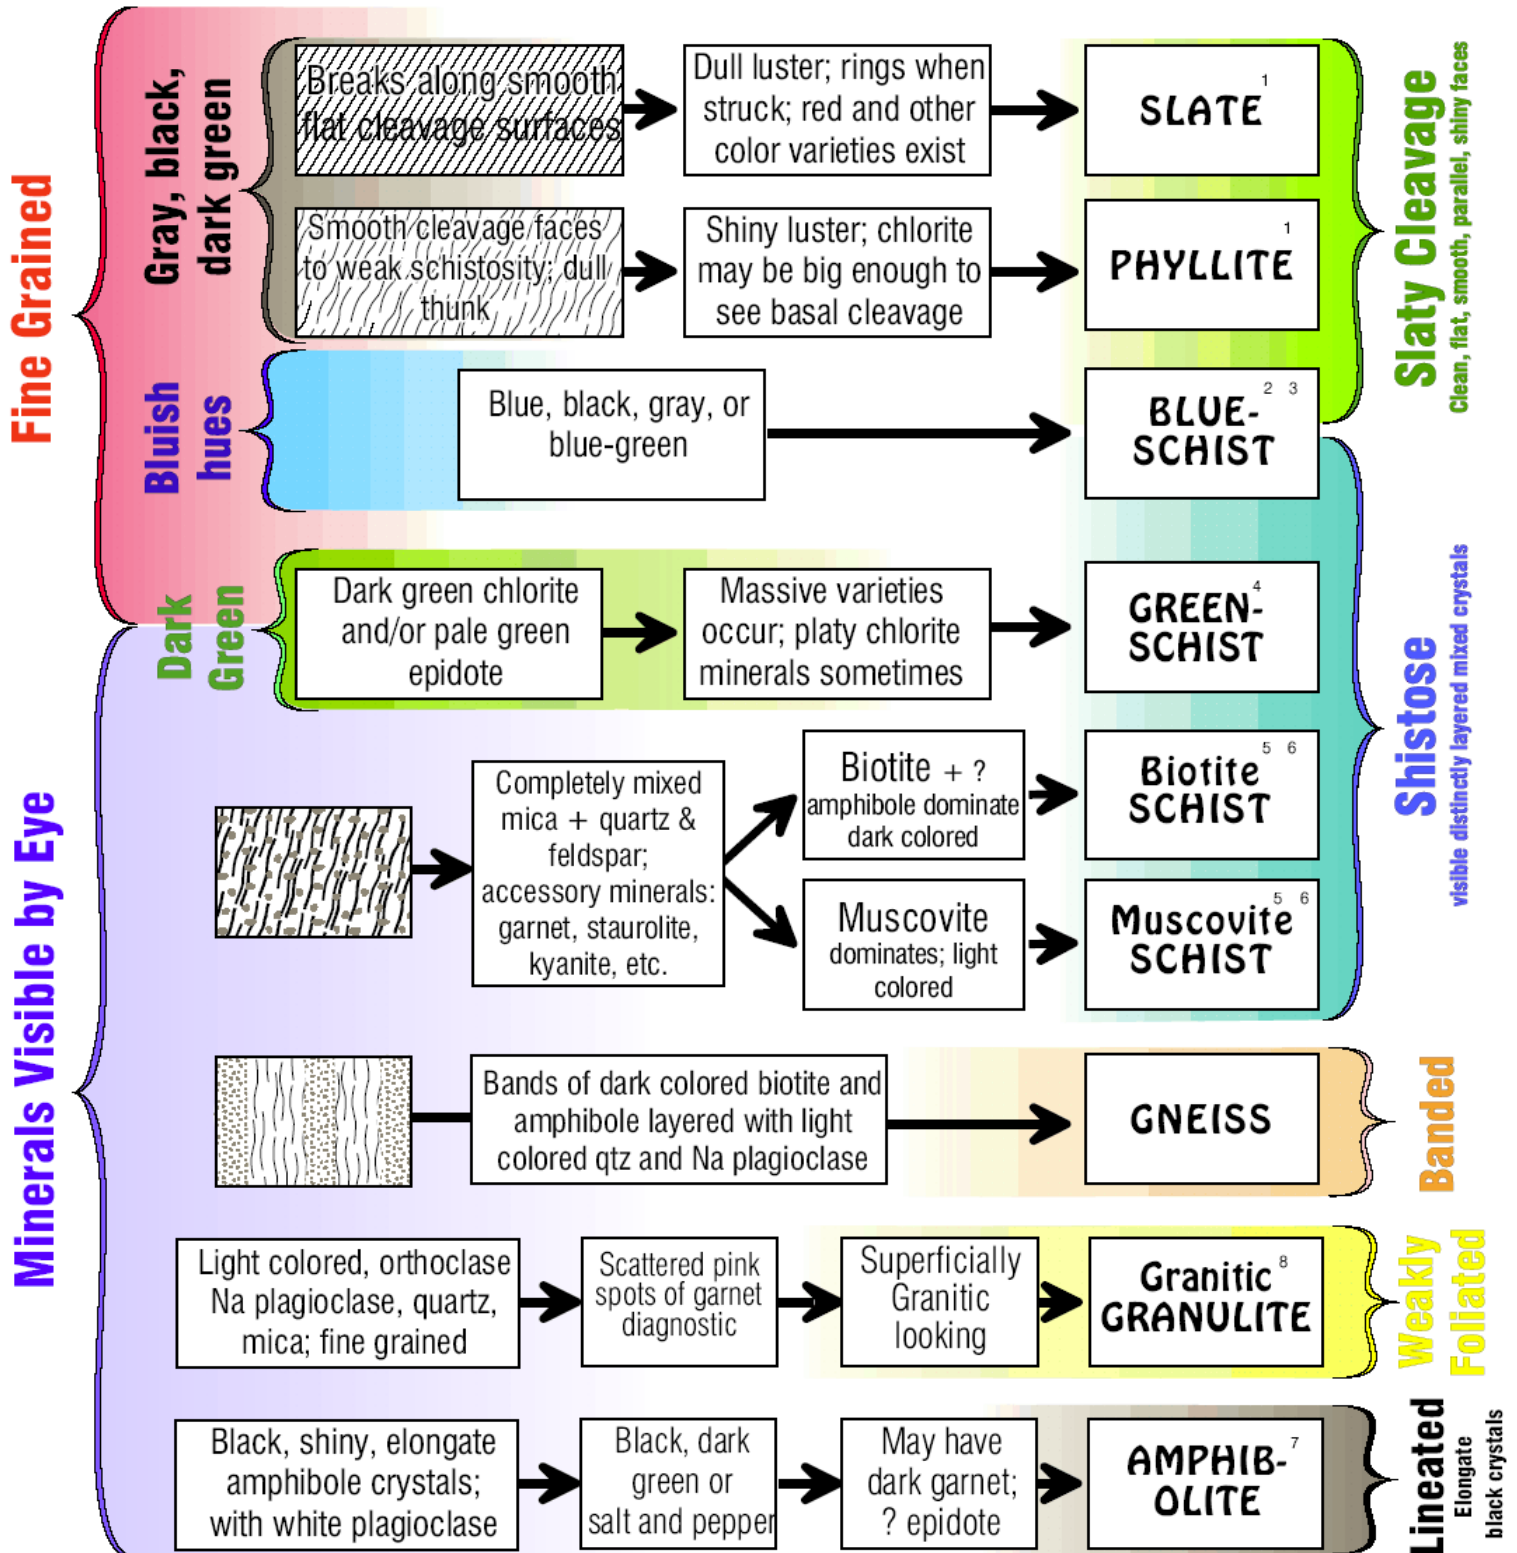 Fine Grained
Gray, black,
dark green
Breaks along smooth
flat cleavage surfaces
Dull luster; rings when
struck; red and other
color varieties exist
SLATE 1
Smooth cleavage faces
to weak schistosity; dull
thunk
Shiny luster; chlorite
may be big enough to
see basal cleavage
PHYLLITE 1
Slaty Cleavage
Clean, flat, smooth, parallel, shiny faces
Bluish
hues
Blue, black, gray, or
blue-green
BLUE- 2 3
SCHIST
Dark
Green
Dark green chlorite
and/or pale green
epidote
Massive varieties
occur; platy chlorite
minerals sometimes
GREEN- 4
SCHIST
Minerals Visible by Eye
Completely mixed
mica + quartz &
feldspar;
accessory minerals:
garnet, staurolite,
kyanite, etc.
Biotite + ?
amphibole dominate
dark colored
Biotite 5 6
SCHIST
Muscovite
dominates; light
colored
Muscovite 5 6
SCHIST
Shistose
visible distinctly layered mixed crystals
Bands of dark colored biotite and
amphibole layered with light
colored qtz and Na plagioclase
GNEISS
Banded
Light colored, orthoclase
Na plagioclase, quartz,
mica; fine grained
Scattered pink
spots of garnet
diagnostic
Superficially
Granitic
looking
Granitic 8
GRANULITE
Weakly
Foliated
Black, shiny, elongate
amphibole crystals;
with white plagioclase
Black, dark
green or
salt and pepper
May have
dark garnet;
? epidote
AMPHIB- 7
OLITE
Lineated
Elongate
black crystals